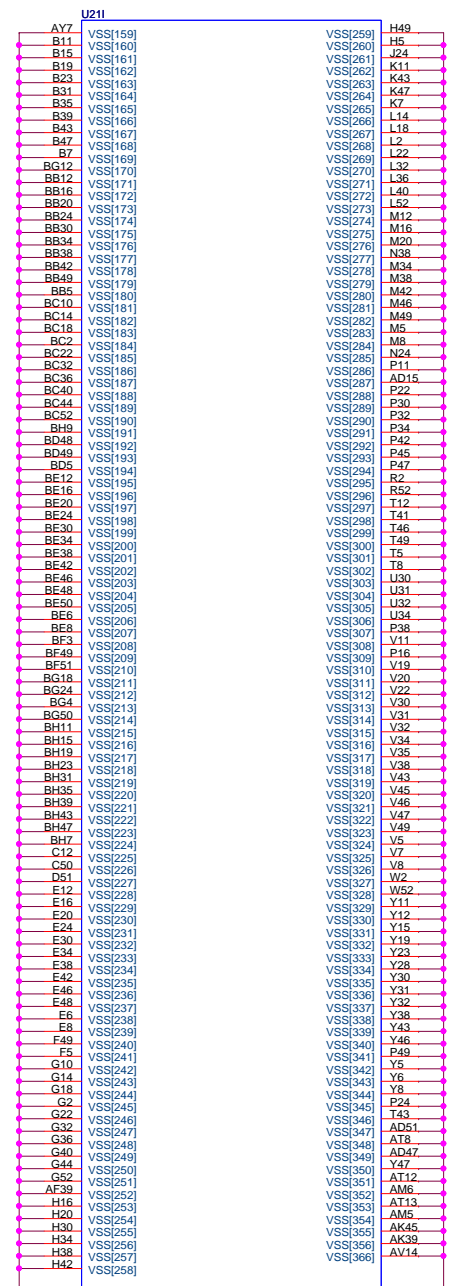 U21I
AY7 VSS[159] VSS[259] H49
B11 VSS[160] VSS[260] H5
B15 VSS[161] VSS[261] J24
B19 VSS[162] VSS[262] K11
B23 VSS[163] VSS[263] K43
B31 VSS[164] VSS[264] K47
B35 VSS[165] VSS[265] K7
B39 VSS[166] VSS[266] L14
B43 VSS[167] VSS[267] L18
B47 VSS[168] VSS[268] L2
B7 VSS[169] VSS[269] L22
BG12 VSS[170] VSS[270] L32
BB12 VSS[171] VSS[271] L36
BB16 VSS[172] VSS[272] L40
BB20 VSS[173] VSS[273] L52
BB24 VSS[174] VSS[274] M12
BB30 VSS[175] VSS[275] M16
BB34 VSS[176] VSS[276] M20
BB38 VSS[177] VSS[277] N38
BB42 VSS[178] VSS[278] M34
BB49 VSS[179] VSS[279] M38
BB5 VSS[180] VSS[280] M42
BC10 VSS[181] VSS[281] M46
BC14 VSS[182] VSS[282] M49
BC18 VSS[183] VSS[283] M5
BC2 VSS[184] VSS[284] M8
BC22 VSS[185] VSS[285] N24
BC32 VSS[186] VSS[286] P11
BC36 VSS[187] VSS[287] AD15
BC40 VSS[188] VSS[288] P22
BC44 VSS[189] VSS[289] P30
BC52 VSS[190] VSS[290] P32
BH9 VSS[191] VSS[291] P34
BD48 VSS[192] VSS[292] P42
BD49 VSS[193] VSS[293] P45
BD5 VSS[194] VSS[294] P47
BE12 VSS[195] VSS[295] R2
BE16 VSS[196] VSS[296] R52
BE20 VSS[197] VSS[297] T12
BE24 VSS[198] VSS[298] T41
BE30 VSS[199] VSS[299] T46
BE34 VSS[200] VSS[300] T49
BE38 VSS[201] VSS[301] T5
BE42 VSS[202] VSS[302] T8
BE46 VSS[203] VSS[303] U30
BE48 VSS[204] VSS[304] U31
BE50 VSS[205] VSS[305] U32
BE6 VSS[206] VSS[306] U34
BE8 VSS[207] VSS[307] P38
BF3 VSS[208] VSS[308] V11
BF49 VSS[209] VSS[309] P16
BF51 VSS[210] VSS[310] V19
BG18 VSS[211] VSS[311] V20
BG24 VSS[212] VSS[312] V22
BG4 VSS[213] VSS[313] V30
BG50 VSS[214] VSS[314] V31
BH11 VSS[215] VSS[315] V32
BH15 VSS[216] VSS[316] V34
BH19 VSS[217] VSS[317] V35
BH23 VSS[218] VSS[318] V38
BH31 VSS[219] VSS[319] V43
BH35 VSS[220] VSS[320] V45
BH39 VSS[221] VSS[321] V46
BH43 VSS[222] VSS[322] V47
BH47 VSS[223] VSS[323] V49
BH7 VSS[224] VSS[324] V5
C12 VSS[225] VSS[325] V7
C50 VSS[226] VSS[326] V8
D51 VSS[227] VSS[327] W2
E12 VSS[228] VSS[328] W52
E16 VSS[229] VSS[329] Y11
E20 VSS[230] VSS[330] Y12
E24 VSS[231] VSS[331] Y15
E30 VSS[232] VSS[332] Y19
E34 VSS[233] VSS[333] Y23
E38 VSS[234] VSS[334] Y28
E42 VSS[235] VSS[335] Y30
E46 VSS[236] VSS[336] Y31
E48 VSS[237] VSS[337] Y32
E6 VSS[238] VSS[338] Y38
E8 VSS[239] VSS[339] Y43
F49 VSS[240] VSS[340] Y46
F5 VSS[241] VSS[341] P49
G10 VSS[242] VSS[342] Y5
G14 VSS[243] VSS[343] Y6
G18 VSS[244] VSS[344] Y8
G2 VSS[245] VSS[345] P24
G22 VSS[246] VSS[346] T43
G32 VSS[247] VSS[347] AD51
G36 VSS[248] VSS[348] AT8
G40 VSS[249] VSS[349] AD47
G44 VSS[250] VSS[350] Y47
G52 VSS[251] VSS[351] AT12
AF39 VSS[252] VSS[352] AM6
H16 VSS[253] VSS[353] AT13
H20 VSS[254] VSS[354] AM5
H30 VSS[255] VSS[355] AK45
H34 VSS[256] VSS[356] AK39
H38 VSS[257] VSS[366] AV14
H42 VSS[258]